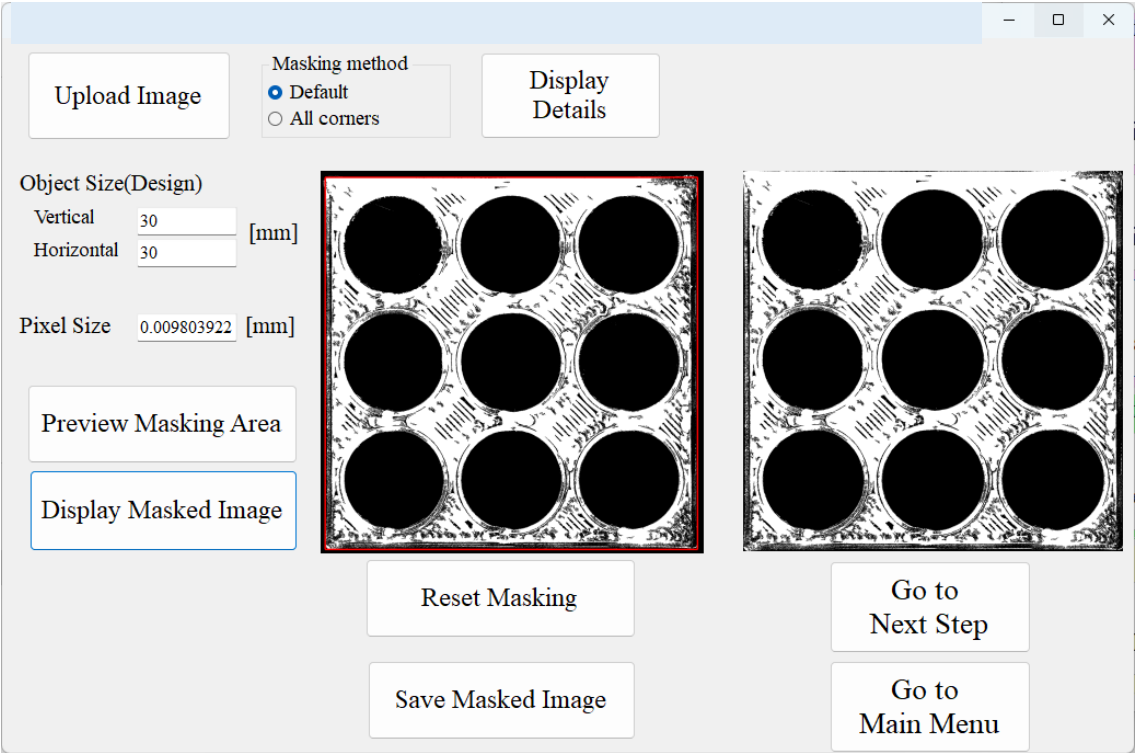 Upload Image
Masking method
Default
All corners
Display
Details
Object Size(Design)
Vertical
30
[mm]
Horizontal
30
Pixel Size
0.009803922
[mm]
Preview Masking Area
Display Masked Image
Reset Masking
Save Masked Image
Go to
Next Step
Go to
Main Menu